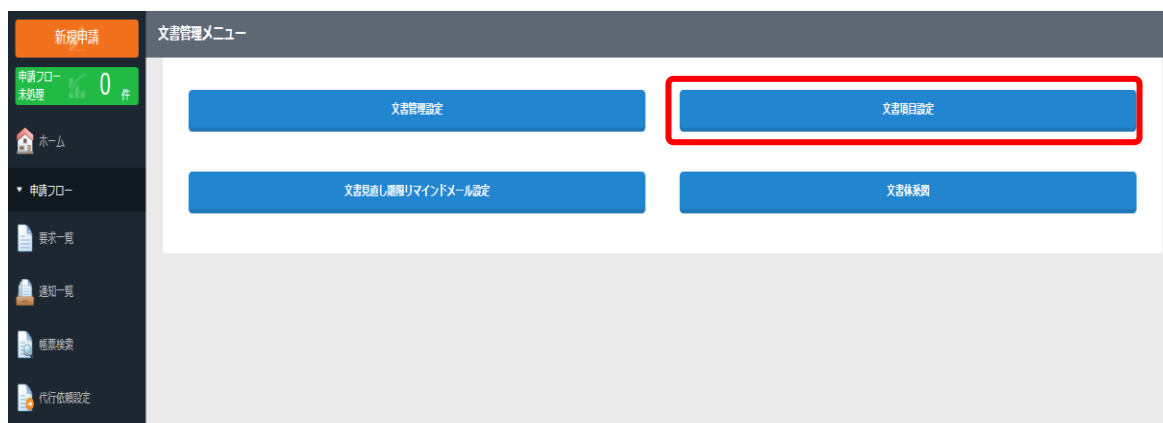 新規申請
申請フロー
未処理
0 件
ホーム
▼ 申請フロー
要求一覧
通知一覧
帳票検索
代行依頼設定
文書管理メニュー
文書管理設定
文書項目設定
文書見直し期限リマインドメール設定
文書体系図